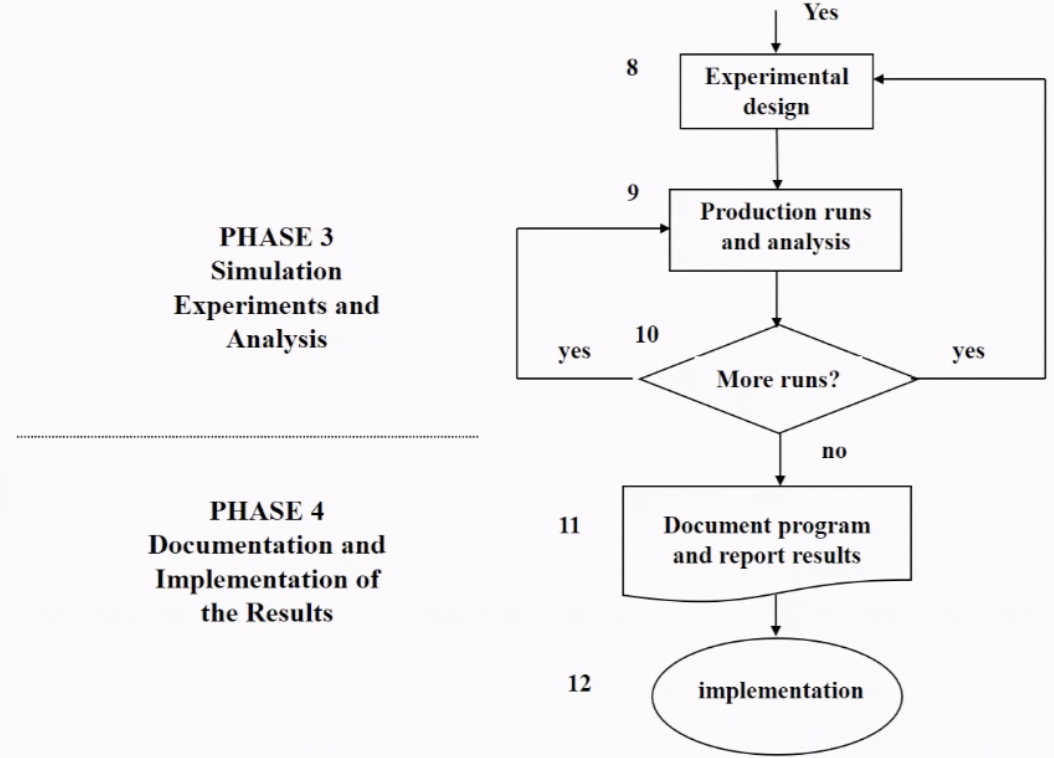 Yes
8
Experimental
design
9
Production runs
and analysis
PHASE 3
Simulation
Experiments and
Analysis
10
yes
More runs?
yes
no
PHASE 4
Documentation and
Implementation of
the Results
11
Document program
and report results
12
implementation